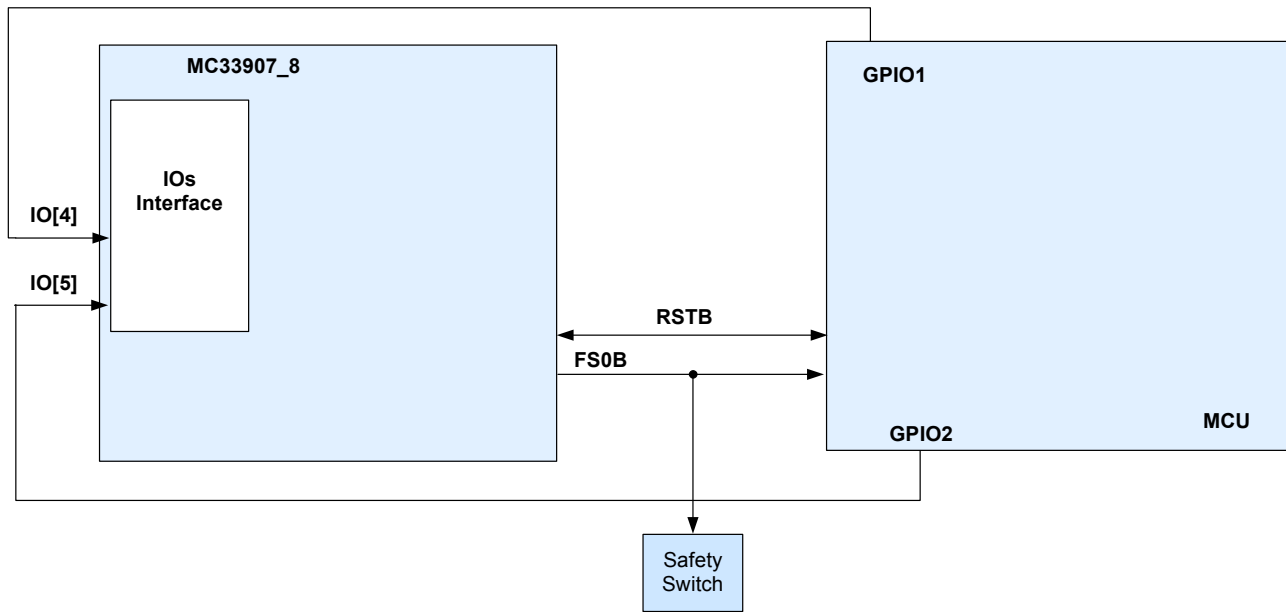 MC33907_8
GPIO1
IOs
Interface
IO[4]
IO[5]
RSTB
FS0B
MCU
GPIO2
Safety
Switch